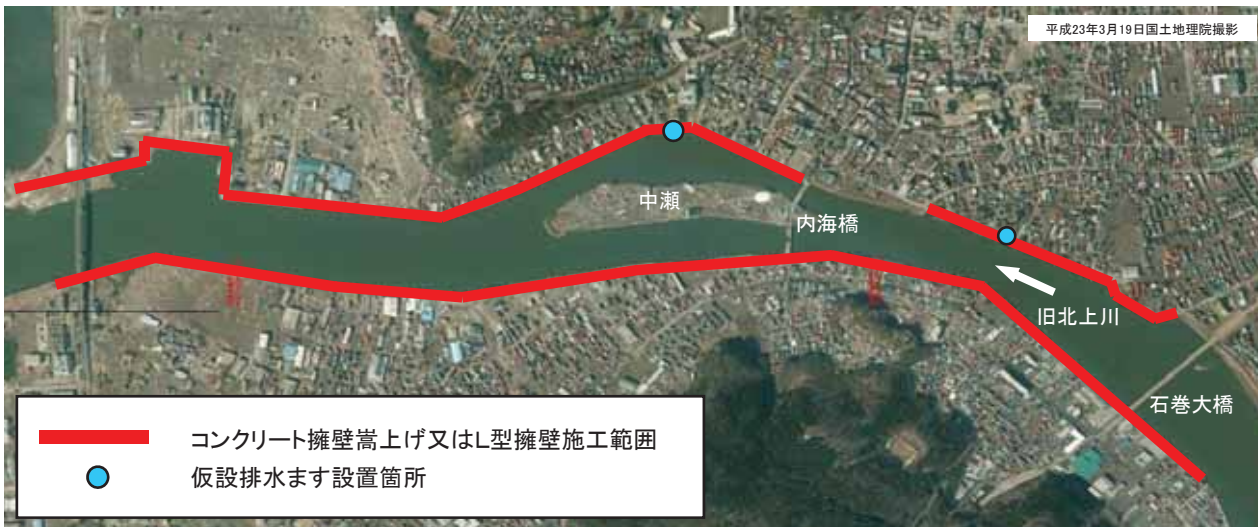 平成23年3月19日国土地理院撮影
中瀬
内海橋
旧北上川
石巻大橋
コンクリート擁壁嵩上げ又はL型擁壁施工範囲
仮設排水ます設置箇所